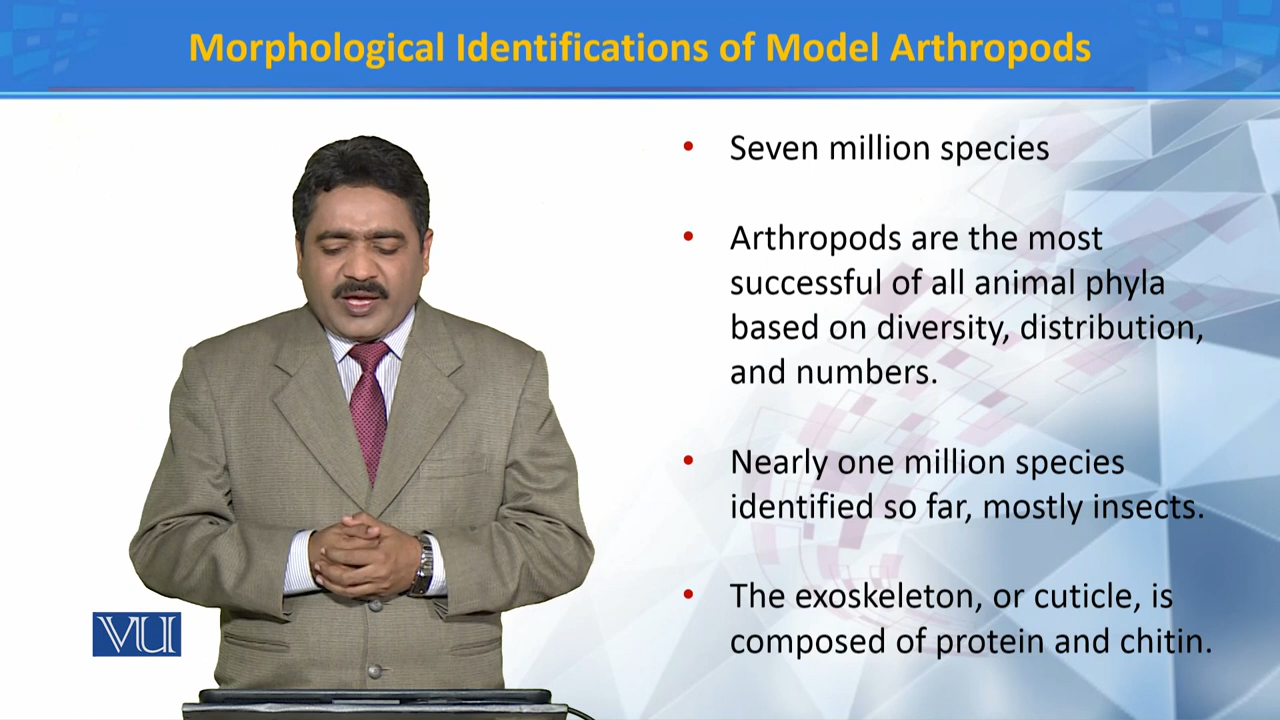 Morphological Identifications of Model Arthropods
• Seven million species
• Arthropods are the most
successful of all animal phyla
based on diversity, distribution,
and numbers.
• Nearly one million species
identified so far, mostly insects.
• The exoskeleton, or cuticle, is
composed of protein and chitin.
VU